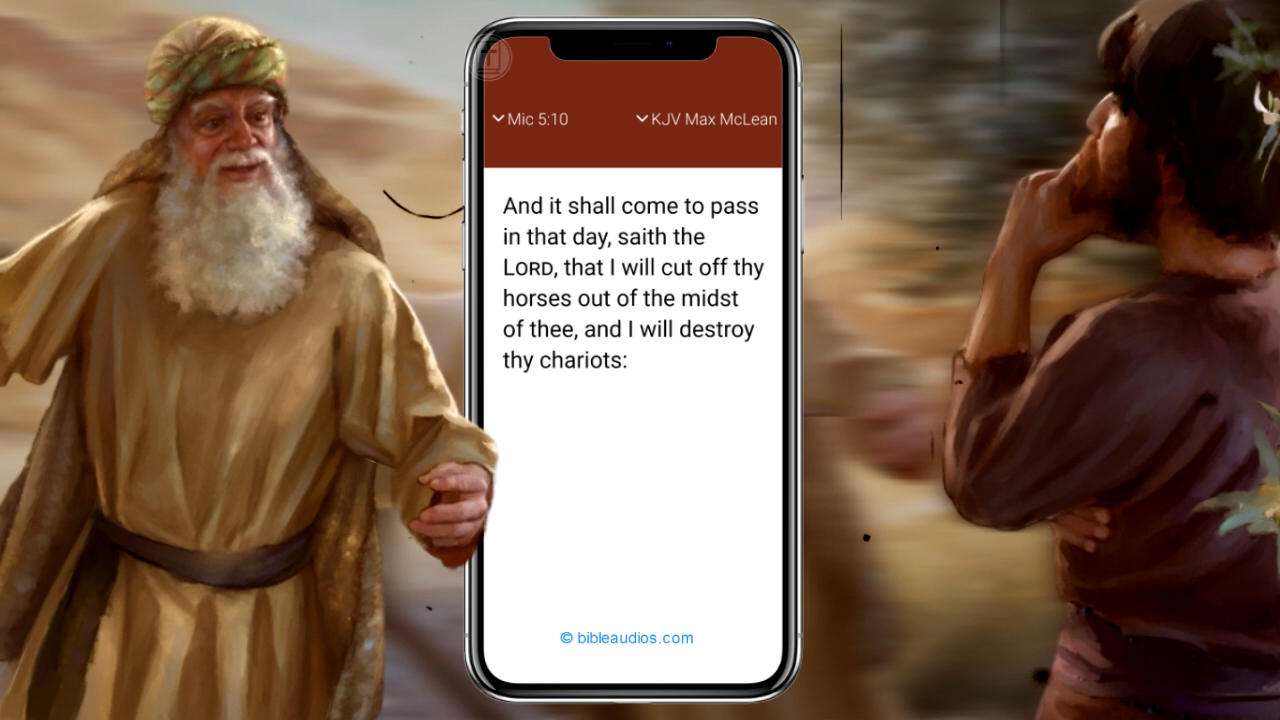 Mic 5:10 KJV Max McLean
And it shall come to pass
in that day, saith the
LORD, that I will cut off thy
horses out of the midst
of thee, and I will destroy
thy chariots:
© bibleaudios.com